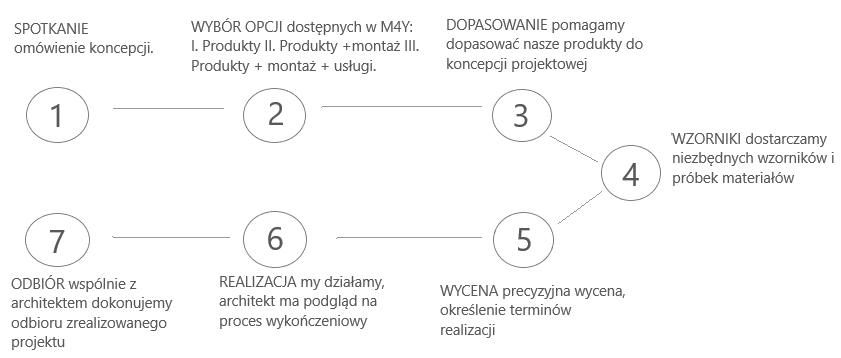 SPOTKANIE
omówienie koncepcji.
1
WYBÓR OPCJI dostępnych w M4Y:
I. Produkty II. Produkty +montaż III.
Produkty + montaż + usługi.
2
DOPASOWANIE pomagamy
dopasować nasze produkty do
koncepcji projektowej
3
WZORNIKI dostarczamy
niezbędnych wzorników i
próbek materiałów
4
5
WYCENA precyzyjna wycena,
określenie terminów
realizacji
6
REALIZACJA my działamy,
architekt ma podgląd na
proces wykończeniowy
7
ODBIÓR wspólnie z
architektem dokonujemy
odbioru zrealizowanego
projektu